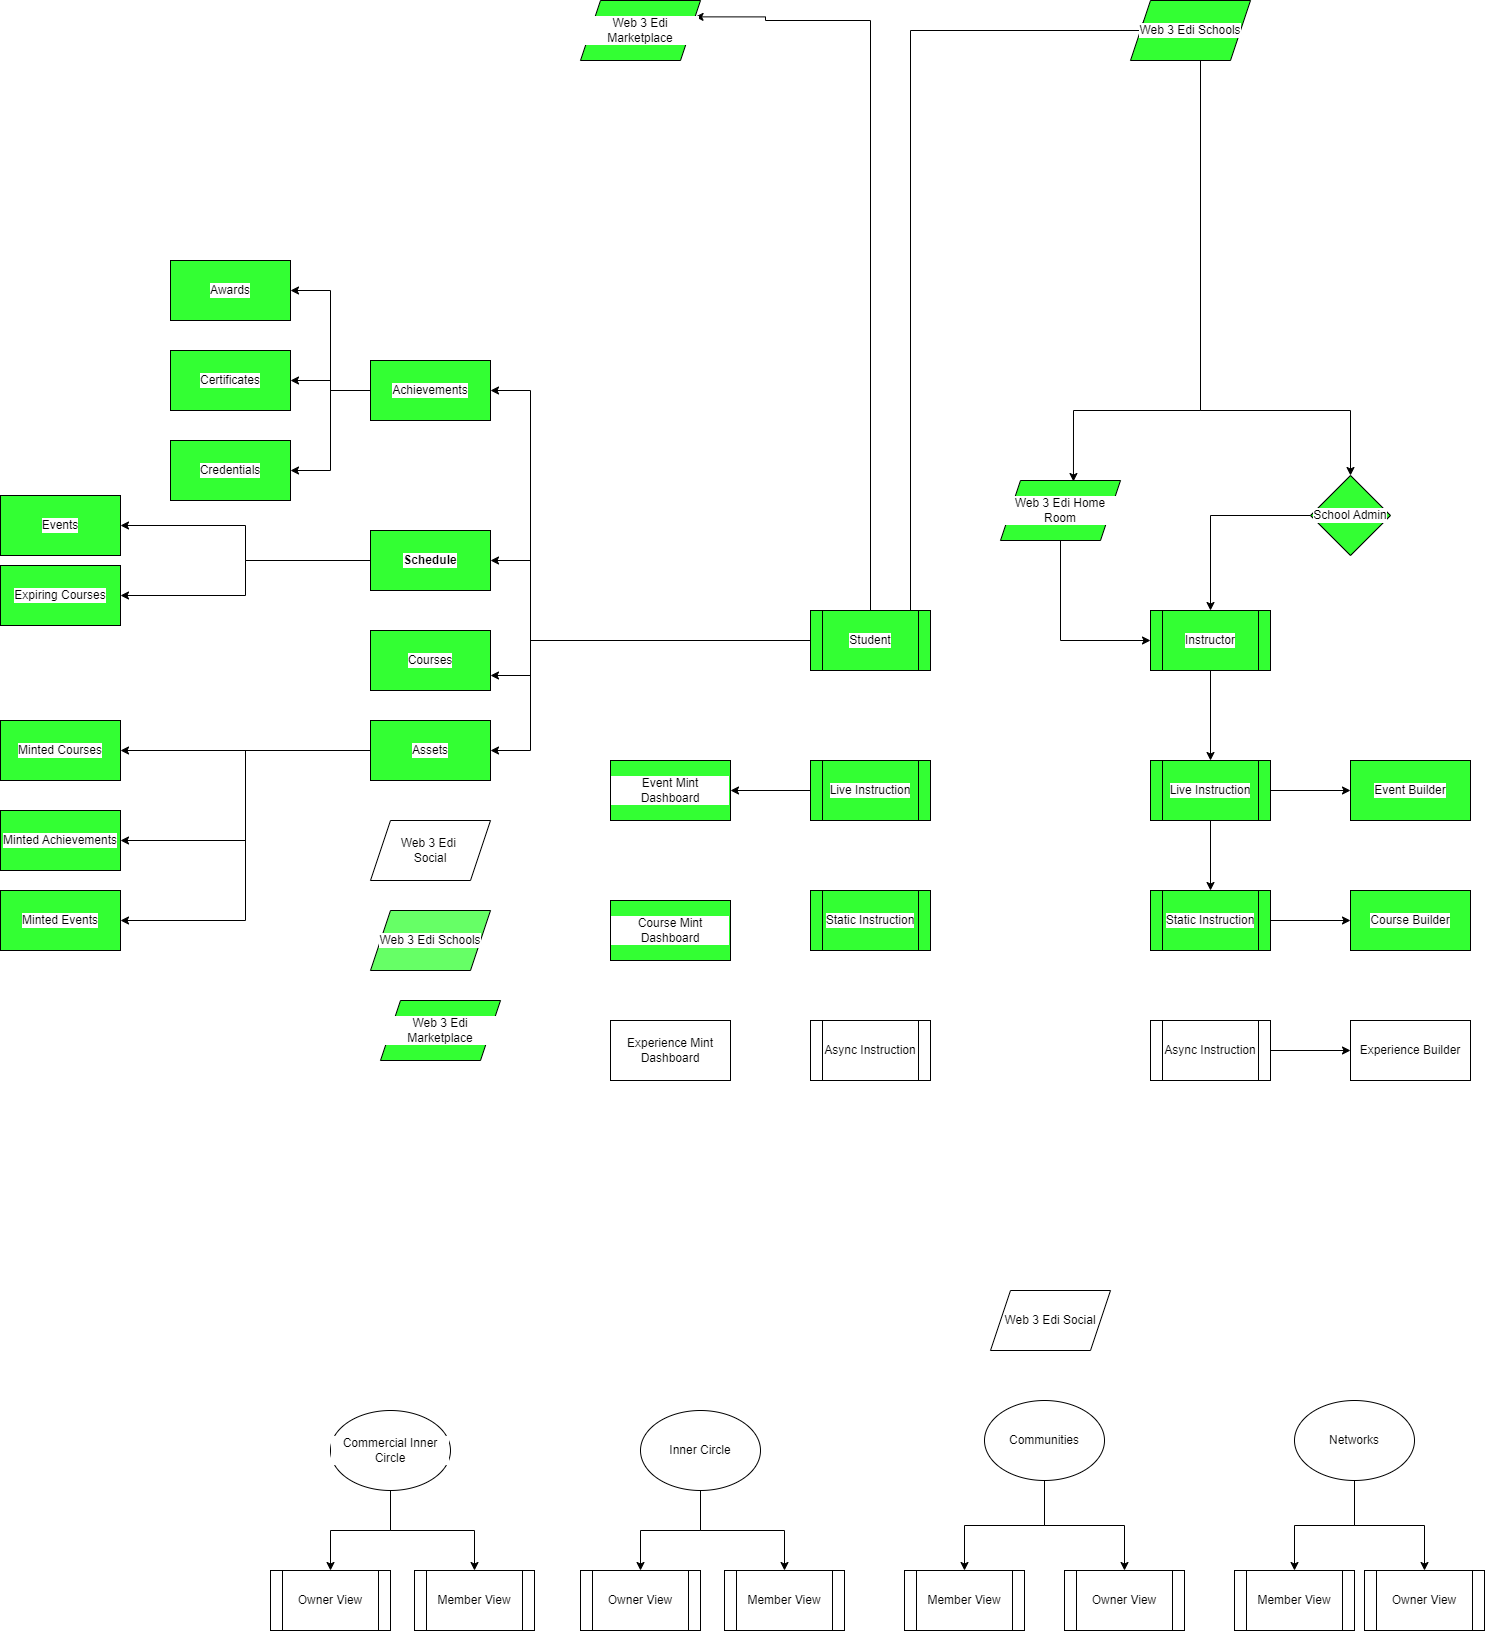 Web 3 Edi
Marketplace
Web 3 Edi Schools
Awards
Certificates
Achievements
Credentials
Web 3 Edi Home
Room
School Admin
Events
Schedule
Expiring Courses
Student
Instructor
Courses
Minted Courses
Assets
Event Mint
Dashboard
Live Instruction
Live Instruction
Event Builder
Minted Achievements
Web 3 Edi
Social
Minted Events
Web 3 Edi Schools
Course Mint
Dashboard
Static Instruction
Static Instruction
Course Builder
Web 3 Edi
Marketplace
Experience Mint
Dashboard
Async Instruction
Async Instruction
Experience Builder
Web 3 Edi Social
Commercial Inner
Circle
Inner Circle
Communities
Networks
Owner View
Member View
Owner View
Member View
Member View
Owner View
Member View
Owner View